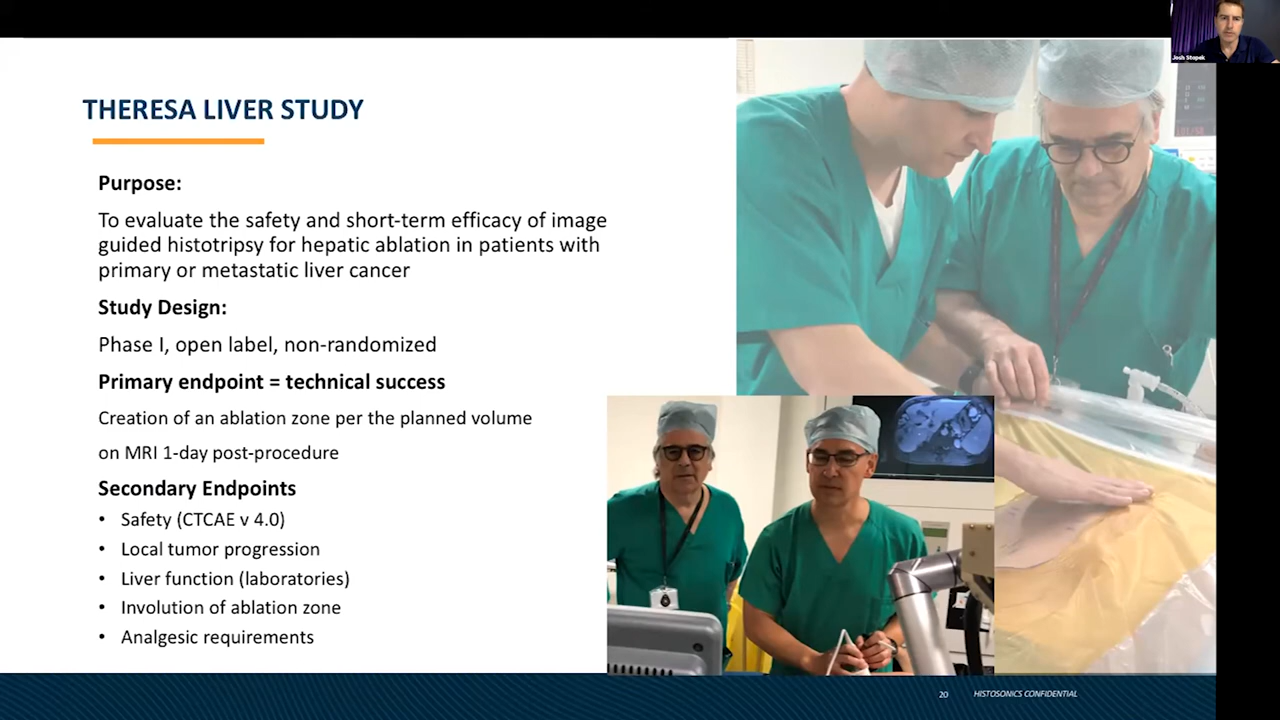 Josh Stopek
THERESA LIVER STUDY
Purpose:
To evaluate the safety and short-term efficacy of image
guided histotripsy for hepatic ablation in patients with
primary or metastatic liver cancer
Study Design:
Phase I, open label, non-randomized
Primary endpoint = technical success
Creation of an ablation zone per the planned volume
on MRI 1-day post-procedure
Secondary Endpoints
• Safety (CTCAE v 4.0)
• Local tumor progression
• Liver function (laboratories)
• Involution of ablation zone
• Analgesic requirements
20 HISTOSONICS CONFIDENTIAL